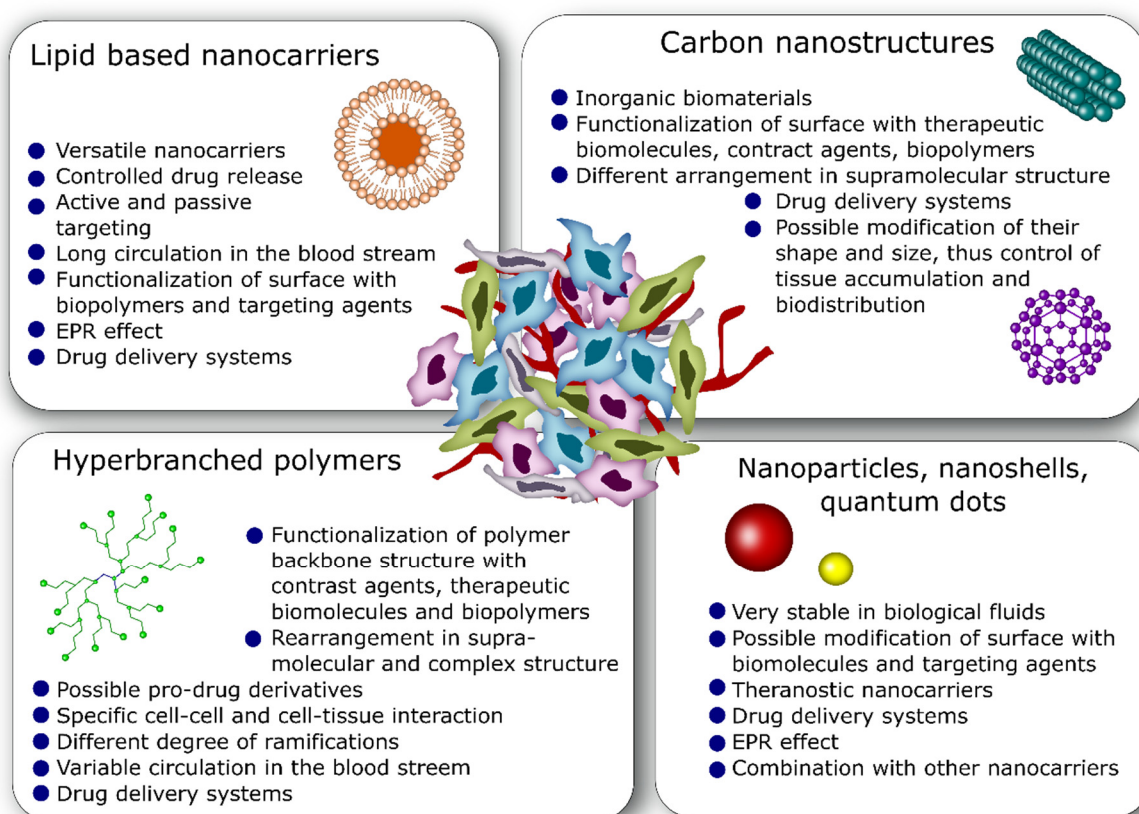 Lipid based nanocarriers
Versatile nanocarriers
Controlled drug release
Active and passive
targeting
Long circulation in the blood stream
Functionalization of surface with
biopolymers and targeting agents
EPR effect
Drug delivery systems
Carbon nanostructures
Inorganic biomaterials
Functionalization of surface with therapeutic
biomolecules, contract agents, biopolymers
Different arrangement in supramolecular structure
Drug delivery systems
Possible modification of their
shape and size, thus control of
tissue accumulation and
biodistribution
Hyperbranched polymers
Functionalization of polymer
backbone structure with
contrast agents, therapeutic
biomolecules and biopolymers
Rearrangement in supra-
molecular and complex structure
Possible pro-drug derivatives
Specific cell-cell and cell-tissue interaction
Different degree of ramifications
Variable circulation in the blood streem
Drug delivery systems
Nanoparticles, nanoshells,
quantum dots
Very stable in biological fluids
Possible modification of surface with
biomolecules and targeting agents
Theranostic nanocarriers
Drug delivery systems
EPR effect
Combination with other nanocarriers